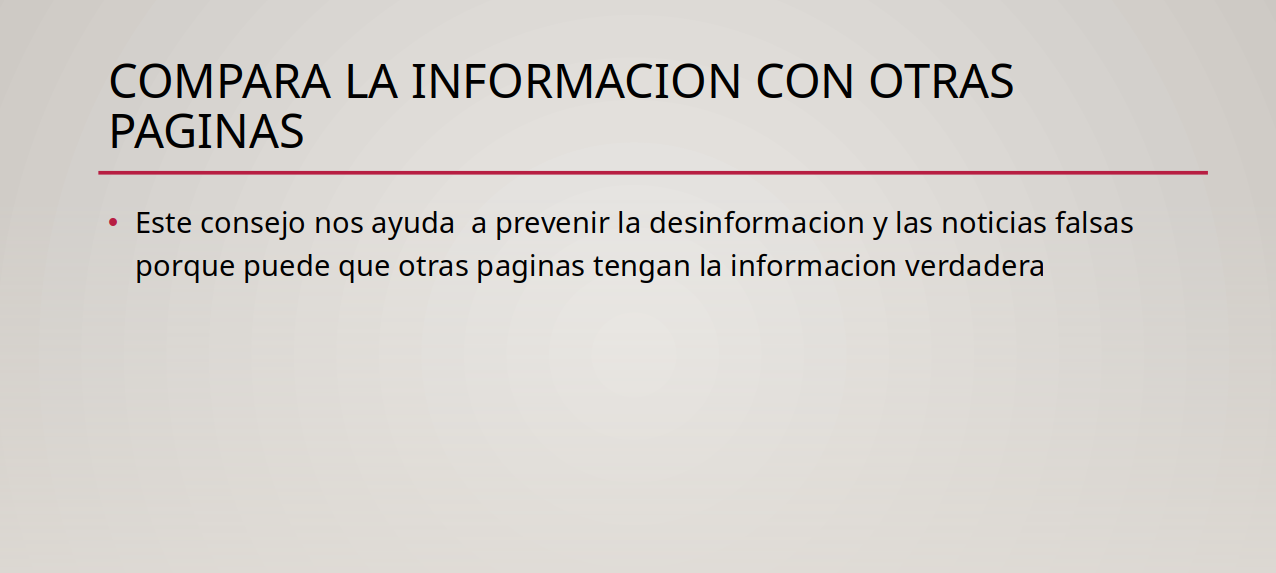 COMPARA LA INFORMACION CON OTRAS
PAGINAS
• Este consejo nos ayuda  a prevenir la desinformacion y las noticias falsas
porque puede que otras paginas tengan la informacion verdadera